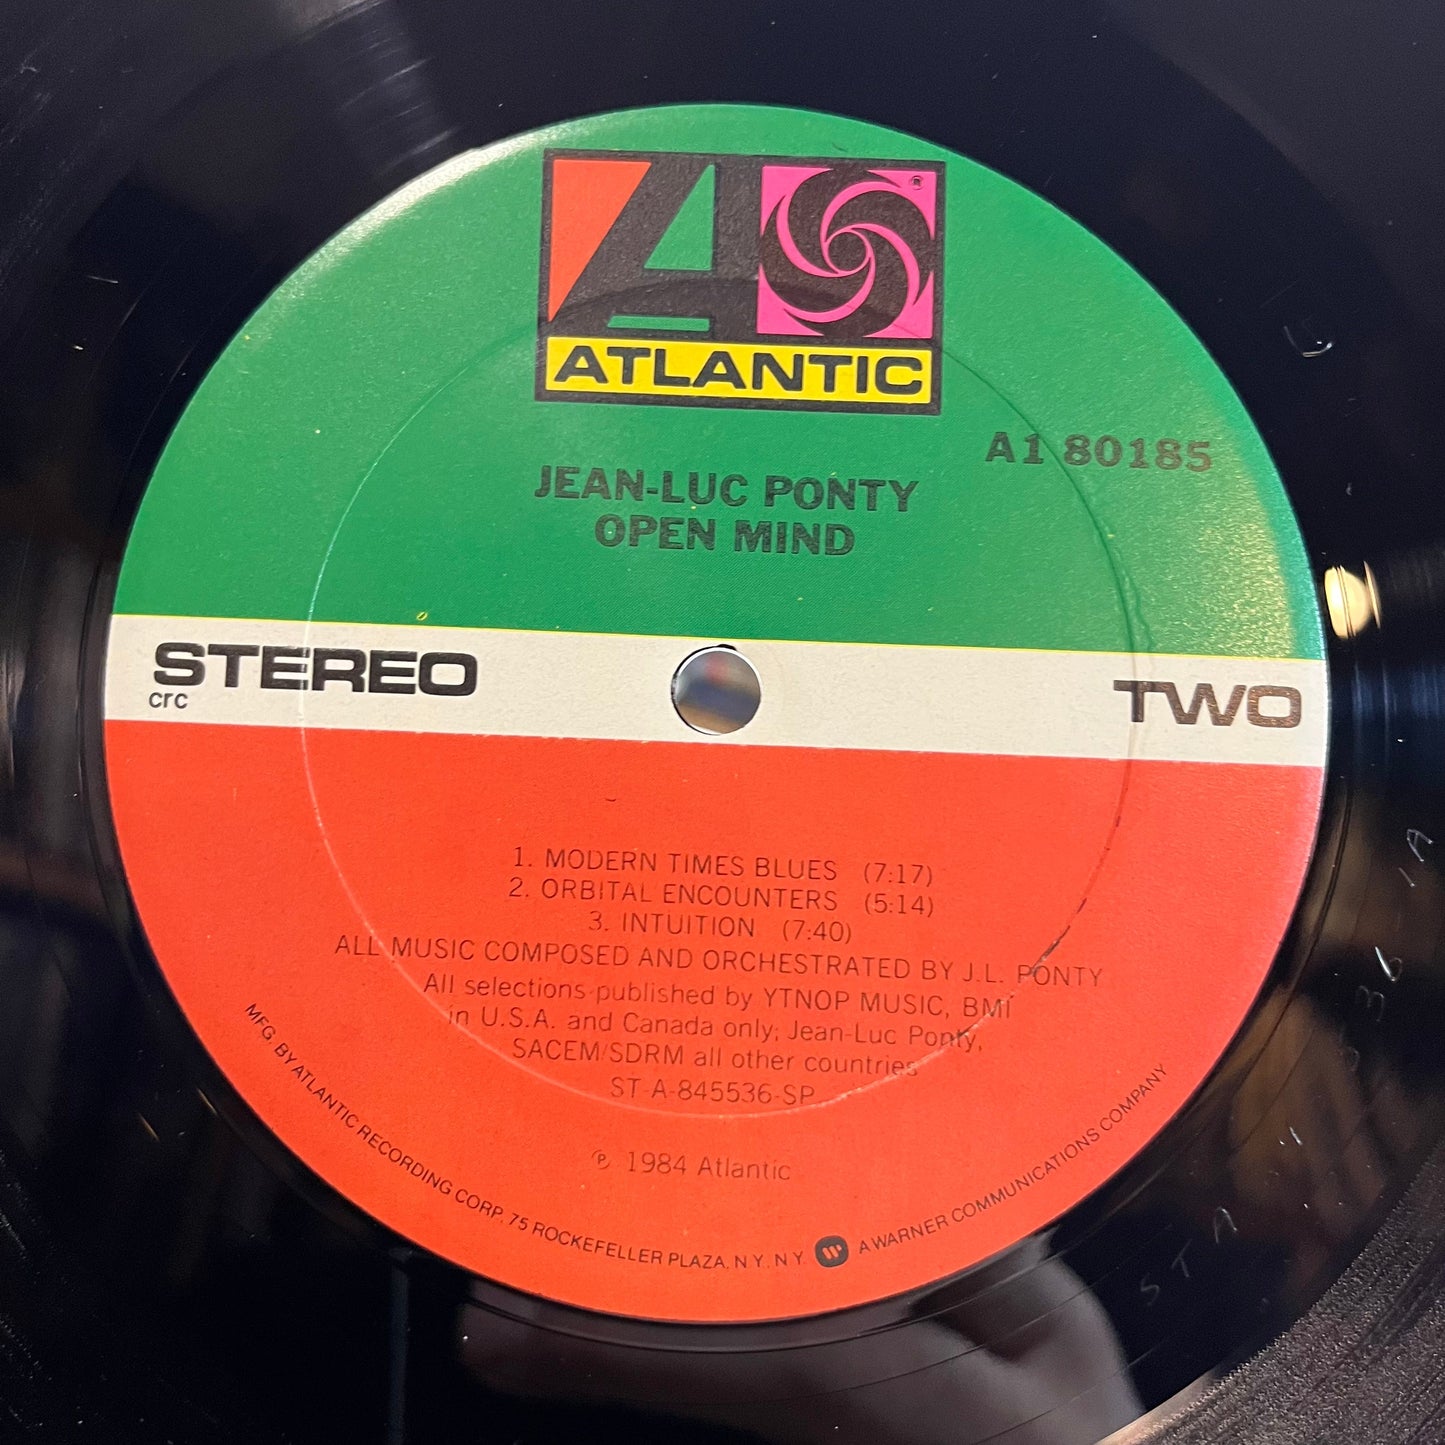 ATLANTIC
®
A1 80185
JEAN-LUC PONTY
OPEN MIND
STEREO
crc
TWO
1. MODERN TIMES BLUES (7:17)
2. ORBITAL ENCOUNTERS (5:14)
3. INTUITION (7:40)
ALL MUSIC COMPOSED AND ORCHESTRATED BY J.L. PONTY
All selections published by YTNOP MUSIC, BMI
in U.S.A. and Canada only; Jean-Luc Ponty,
SACEM/SDRM all other countries
ST-A-845536-SP
℗ 1984 Atlantic
MFG. BY ATLANTIC RECORDING CORP., 75 ROCKEFELLER PLAZA, N.Y., N.Y. A WARNER COMMUNICATIONS COMPANY